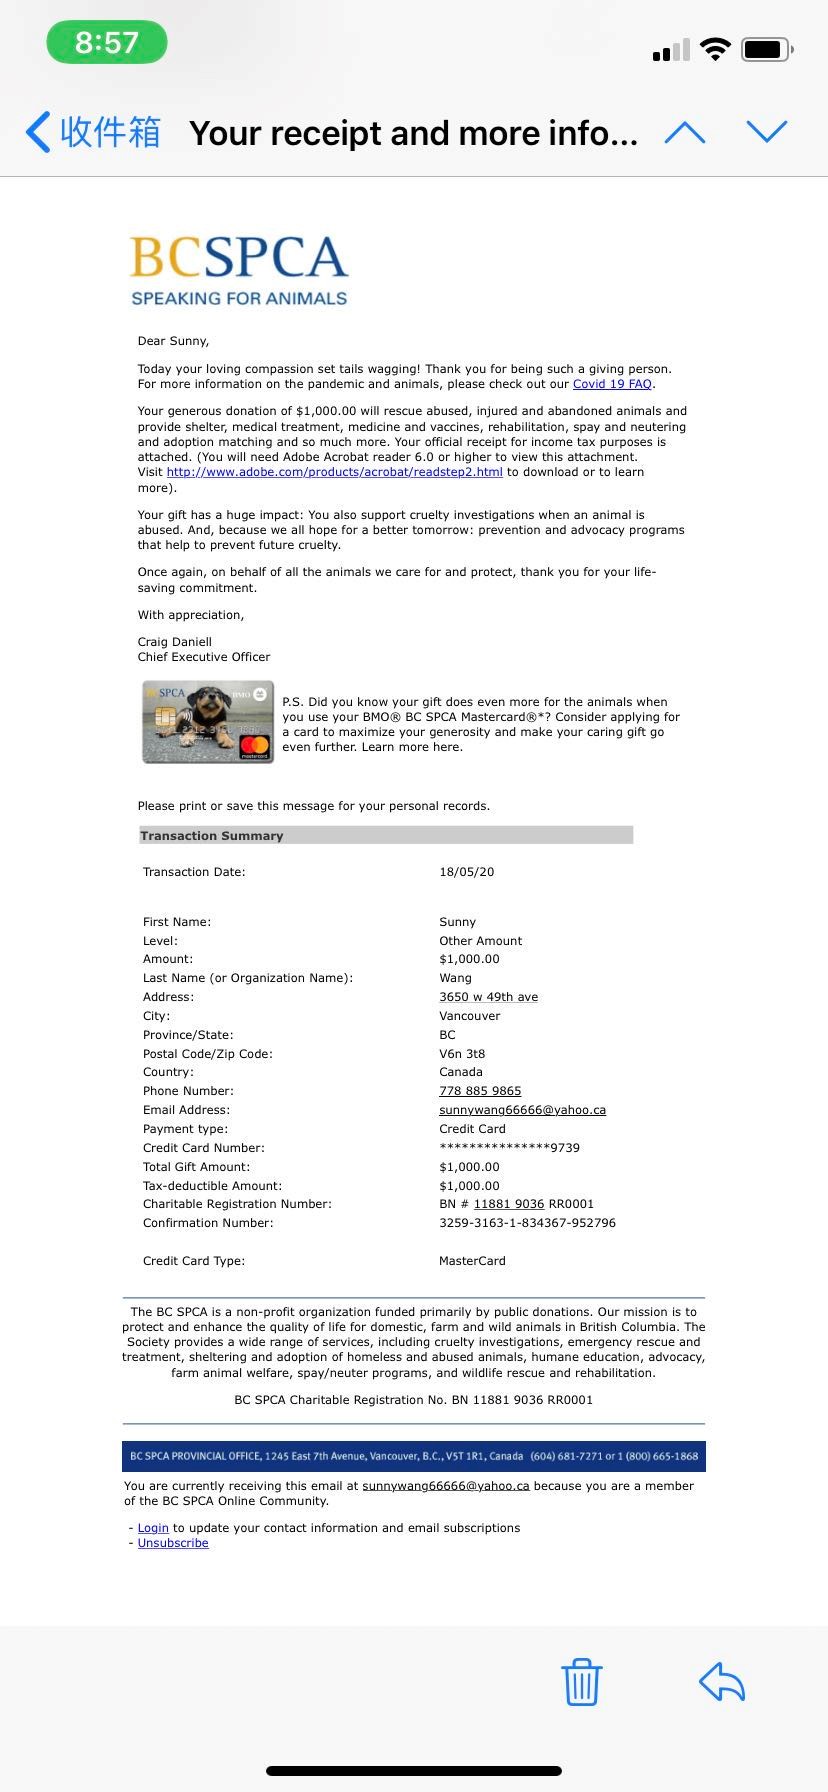 8:57
收件箱
Your receipt and more info...
BCSPCA
SPEAKING FOR ANIMALS
Dear Sunny,
Today your loving compassion set tails wagging! Thank you for being such a giving person.
For more information on the pandemic and animals, please check out our Covid 19 FAQ.
Your generous donation of $1,000.00 will rescue abused, injured and abandoned animals and
provide shelter, medical treatment, medicine and vaccines, rehabilitation, spay and neutering
and adoption matching and so much more. Your official receipt for income tax purposes is
attached. (You will need Adobe Acrobat reader 6.0 or higher to view this attachment.
Visit http://www.adobe.com/products/acrobat/readstep2.html to download or to learn
more).
Your gift has a huge impact: You also support cruelty investigations when an animal is
abused. And, because we all hope for a better tomorrow: prevention and advocacy programs
that help to prevent future cruelty.
Once again, on behalf of all the animals we care for and protect, thank you for your life-
saving commitment.
With appreciation,
Craig Daniell
Chief Executive Officer
BCSPCA BMO
mastercard
P.S. Did you know your gift does even more for the animals when
you use your BMO® BC SPCA Mastercard®*? Consider applying for
a card to maximize your generosity and make your caring gift go
even further. Learn more here.
Please print or save this message for your personal records.
Transaction Summary
Transaction Date: 18/05/20
First Name: Sunny
Level: Other Amount
Amount: $1,000.00
Last Name (or Organization Name): Wang
Address: 3650 w 49th ave
City: Vancouver
Province/State: BC
Postal Code/Zip Code: V6n 3t8
Country: Canada
Phone Number: 778 885 9865
Email Address: sunnywang66666@yahoo.ca
Payment type: Credit Card
Credit Card Number: ***************9739
Total Gift Amount: $1,000.00
Tax-deductible Amount: $1,000.00
Charitable Registration Number: BN # 11881 9036 RR0001
Confirmation Number: 3259-3163-1-834367-952796
Credit Card Type: MasterCard
The BC SPCA is a non-profit organization funded primarily by public donations. Our mission is to
protect and enhance the quality of life for domestic, farm and wild animals in British Columbia. The
Society provides a wide range of services, including cruelty investigations, emergency rescue and
treatment, sheltering and adoption of homeless and abused animals, humane education, advocacy,
farm animal welfare, spay/neuter programs, and wildlife rescue and rehabilitation.
BC SPCA Charitable Registration No. BN 11881 9036 RR0001
BC SPCA PROVINCIAL OFFICE, 1245 East 7th Avenue, Vancouver, B.C., V5T 1R1, Canada (604) 681-7271 or 1 (800) 665-1868
You are currently receiving this email at sunnywang66666@yahoo.ca because you are a member
of the BC SPCA Online Community.
- Login to update your contact information and email subscriptions
- Unsubscribe